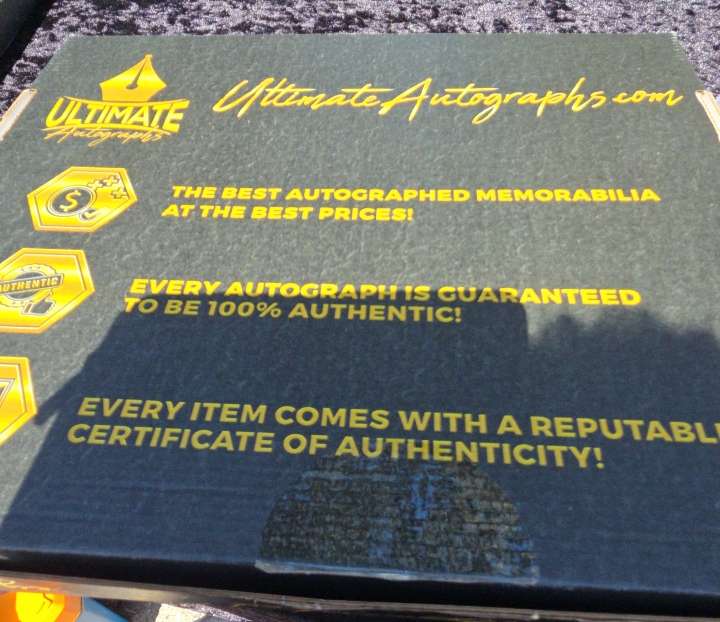 ULTIMATE
Autographs
UltimateAutographs.com
$
THE BEST AUTOGRAPHED MEMORABILIA
AT THE BEST PRICES!
AUTHENTIC
EVERY AUTOGRAPH IS GUARANTEED
TO BE 100% AUTHENTIC!
EVERY ITEM COMES WITH A REPUTABL
CERTIFICATE OF AUTHENTICITY!